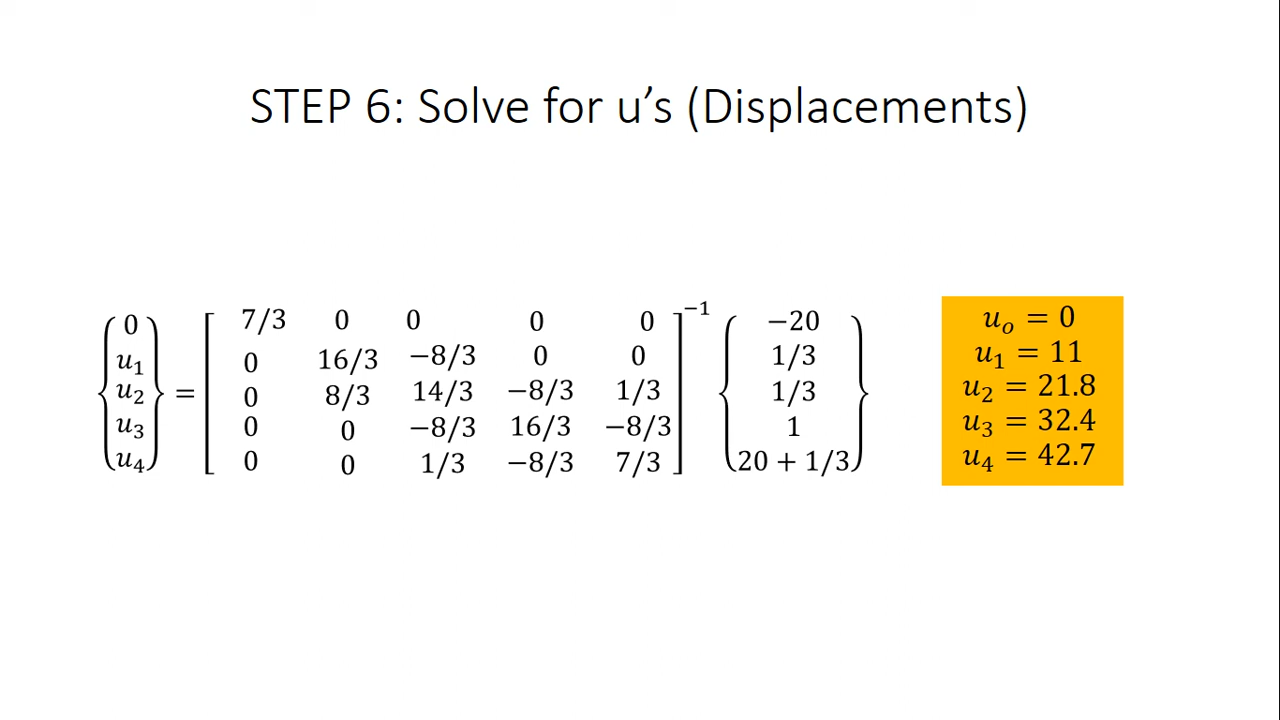 STEP 6: Solve for u’s (Displacements)
0 7/3 0 0 0 0 −1 −20
u1 0 16/3 −8/3 0 0 1/3
u2 = 0 8/3 14/3 −8/3 1/3 1/3
u3 0 0 −8/3 16/3 −8/3 1
u4 0 0 1/3 −8/3 7/3 20 + 1/3
uo = 0
u1 = 11
u2 = 21.8
u3 = 32.4
u4 = 42.7